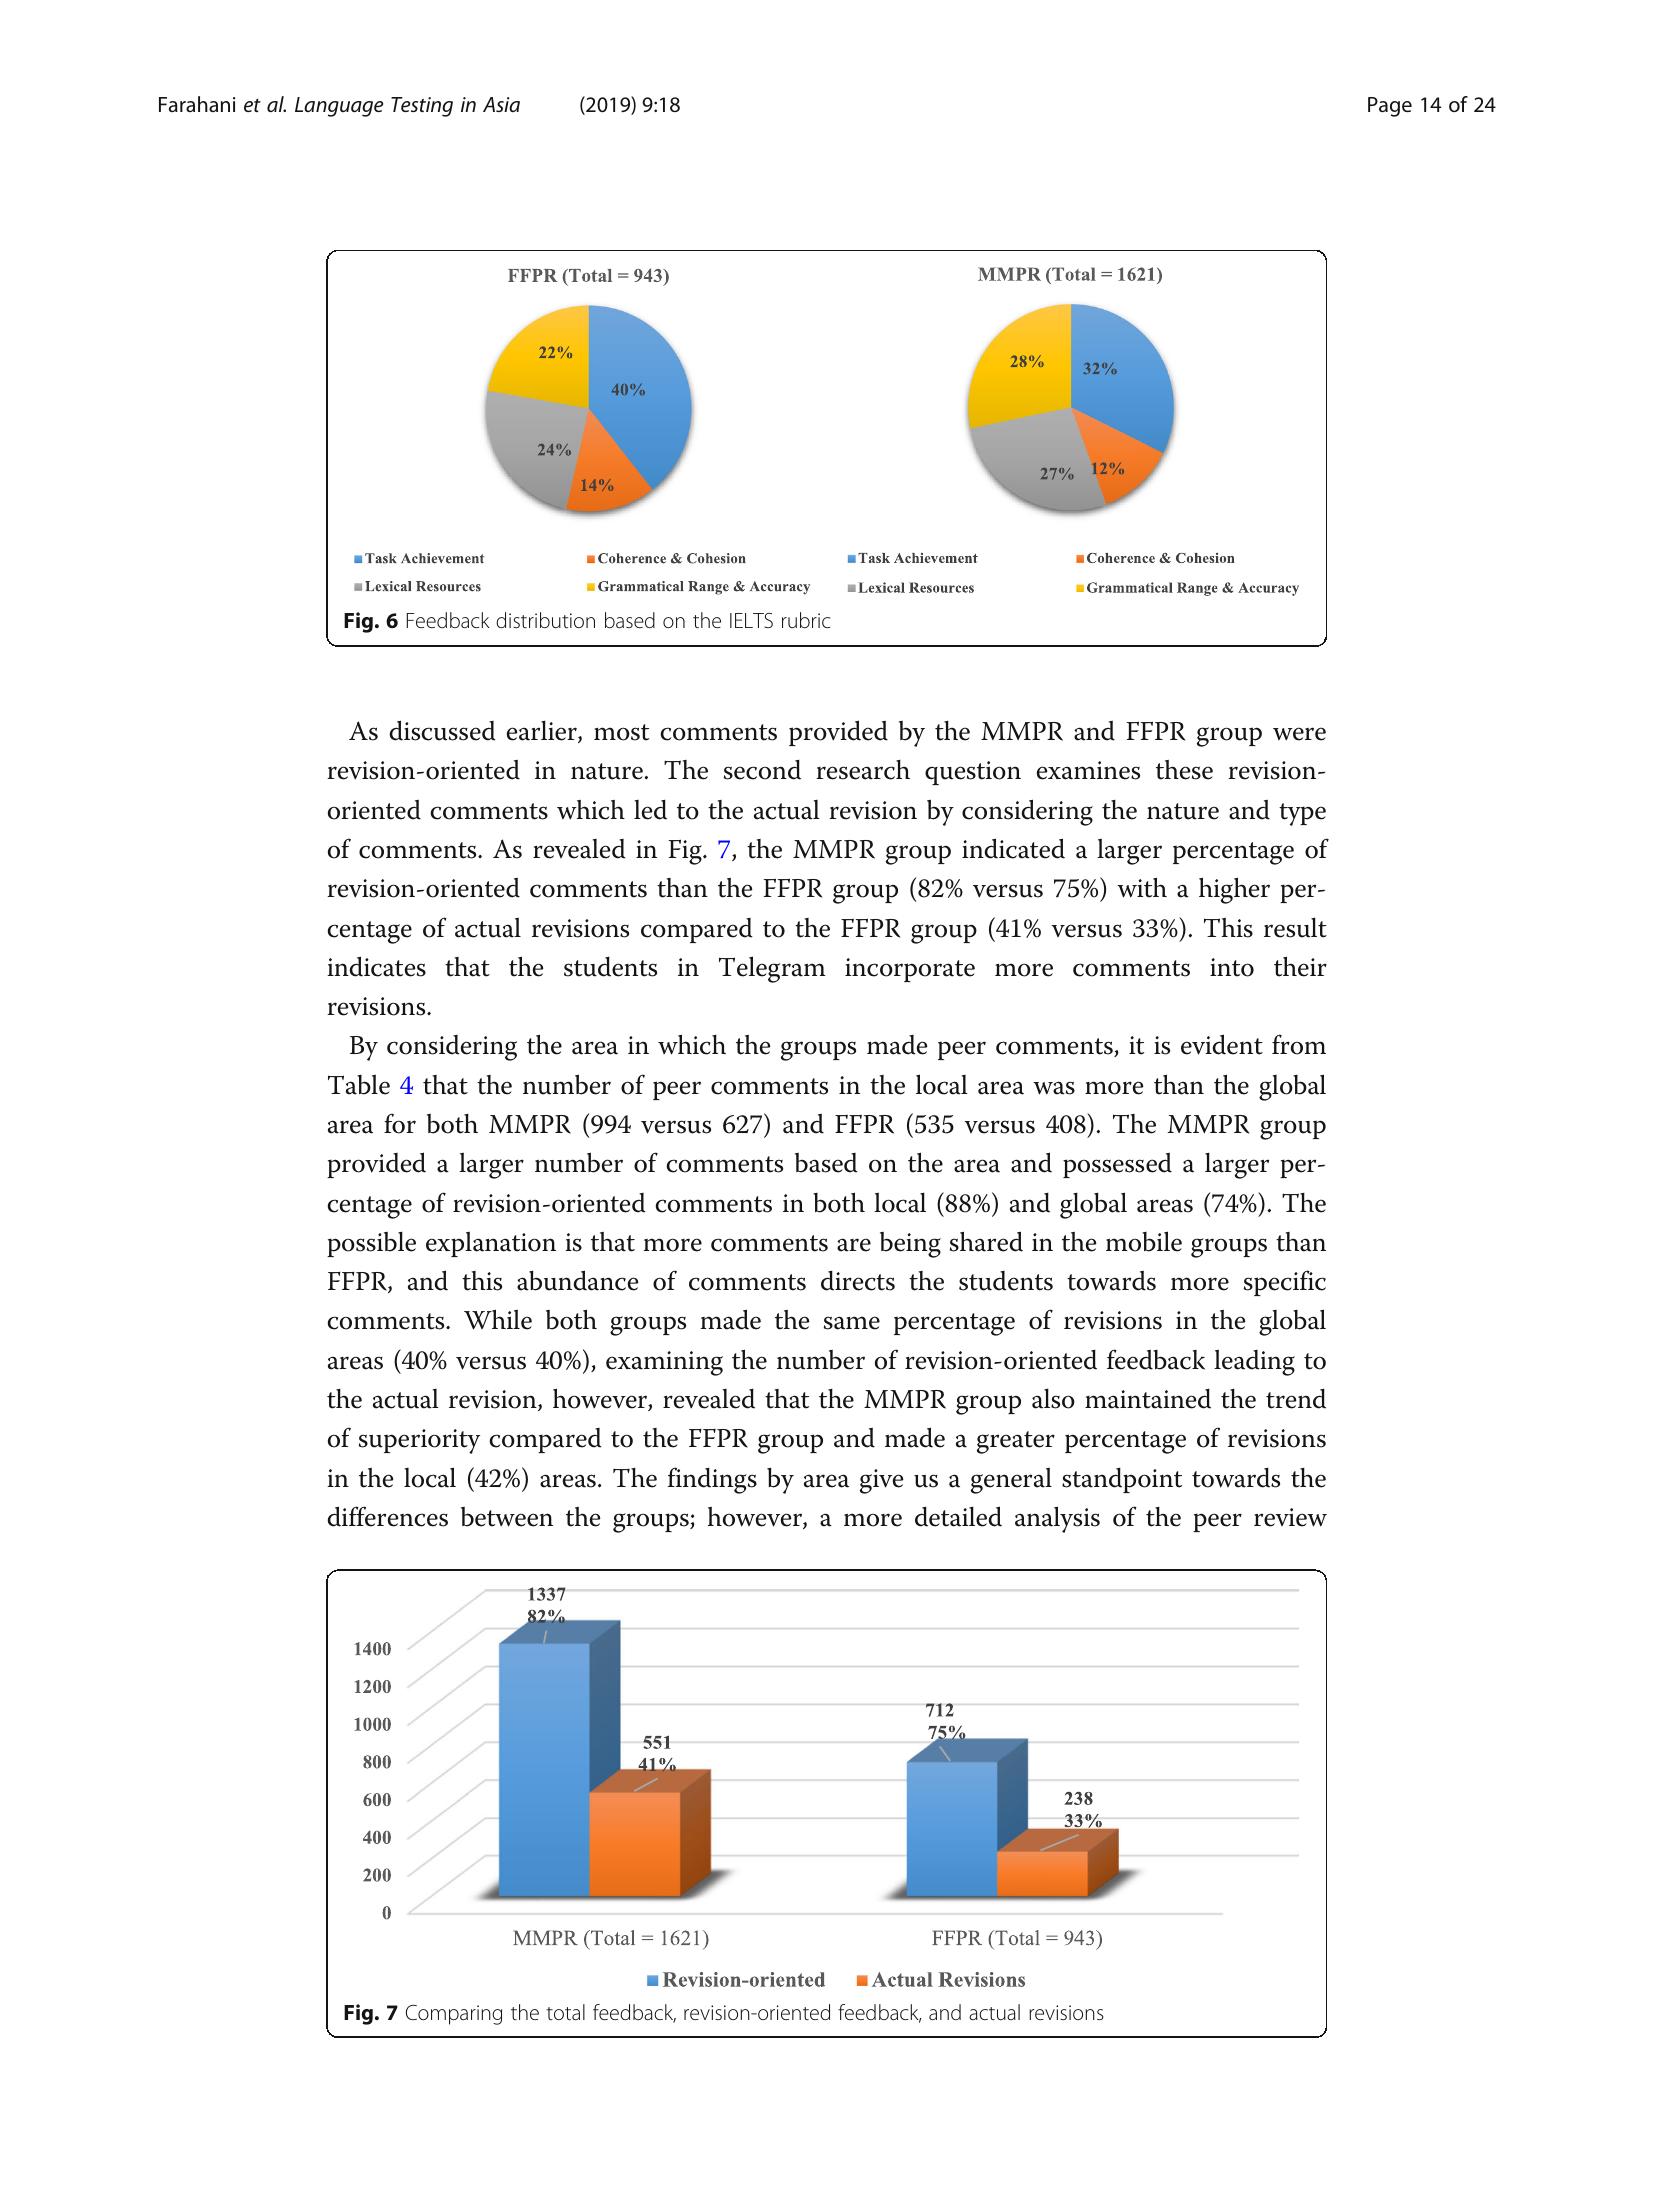 Farahani et al. Language Testing in Asia (2019) 9:18 Page 14 of 24
FFPR (Total = 943)
22%
40%
24%
14%
Task Achievement Coherence & Cohesion
Lexical Resources Grammatical Range & Accuracy
MMPR (Total = 1621)
28%
32%
27%
12%
Task Achievement Coherence & Cohesion
Lexical Resources Grammatical Range & Accuracy
Fig. 6 Feedback distribution based on the IELTS rubric
As discussed earlier, most comments provided by the MMPR and FFPR group were
revision-oriented in nature. The second research question examines these revision-
oriented comments which led to the actual revision by considering the nature and type
of comments. As revealed in Fig. 7, the MMPR group indicated a larger percentage of
revision-oriented comments than the FFPR group (82% versus 75%) with a higher per-
centage of actual revisions compared to the FFPR group (41% versus 33%). This result
indicates that the students in Telegram incorporate more comments into their
revisions.
By considering the area in which the groups made peer comments, it is evident from
Table 4 that the number of peer comments in the local area was more than the global
area for both MMPR (994 versus 627) and FFPR (535 versus 408). The MMPR group
provided a larger number of comments based on the area and possessed a larger per-
centage of revision-oriented comments in both local (88%) and global areas (74%). The
possible explanation is that more comments are being shared in the mobile groups than
FFPR, and this abundance of comments directs the students towards more specific
comments. While both groups made the same percentage of revisions in the global
areas (40% versus 40%), examining the number of revision-oriented feedback leading to
the actual revision, however, revealed that the MMPR group also maintained the trend
of superiority compared to the FFPR group and made a greater percentage of revisions
in the local (42%) areas. The findings by area give us a general standpoint towards the
differences between the groups; however, a more detailed analysis of the peer review
1337
82%
551
41%
712
75%
238
33%
1400
1200
1000
800
600
400
200
0
MMPR (Total = 1621) FFPR (Total = 943)
Revision-oriented Actual Revisions
Fig. 7 Comparing the total feedback, revision-oriented feedback, and actual revisions